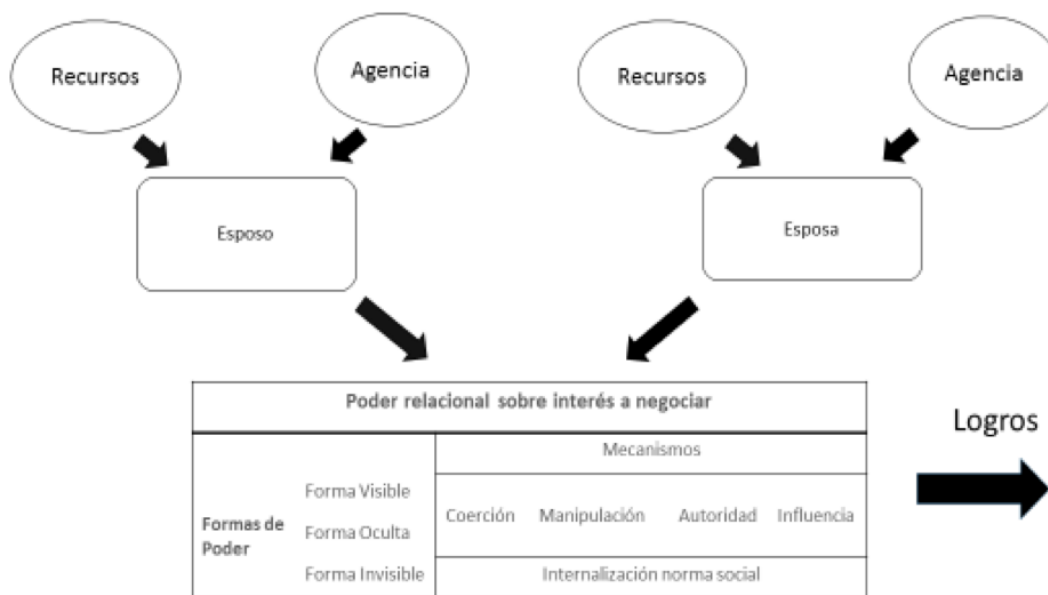 Recursos
Agencia
Recursos
Agencia
Esposo
Esposa
Poder relacional sobre interés a negociar
Logros
Mecanismos
Forma Visible
Coerción Manipulación Autoridad Influencia
Formas de
Poder
Forma Oculta
Forma Invisible
Internalización norma social